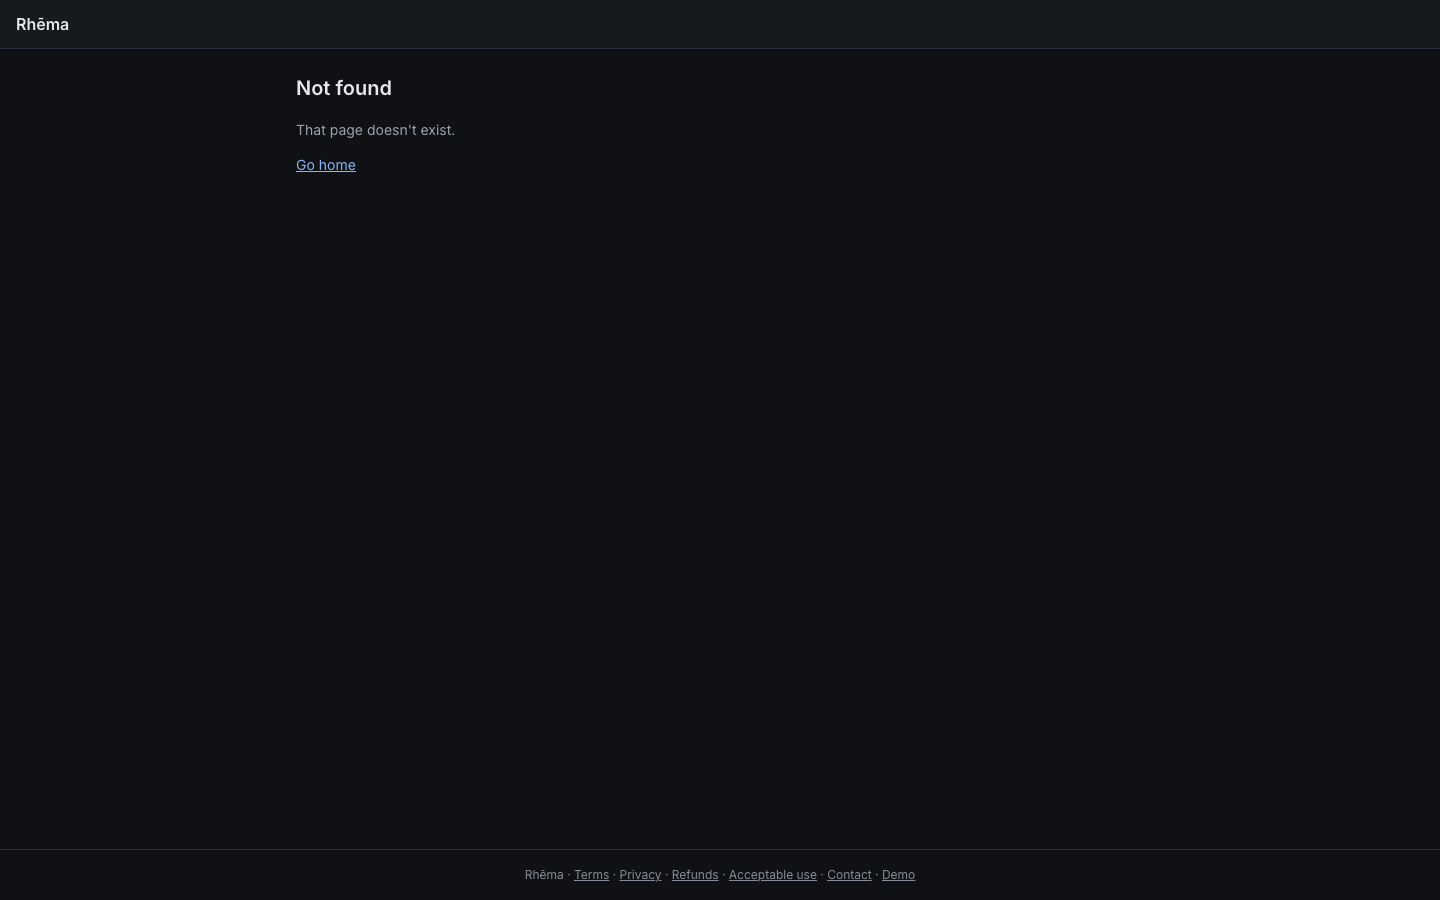 Rhēma
Not found
That page doesn't exist.
Go home
Rhēma · Terms · Privacy · Refunds · Acceptable use · Contact · Demo